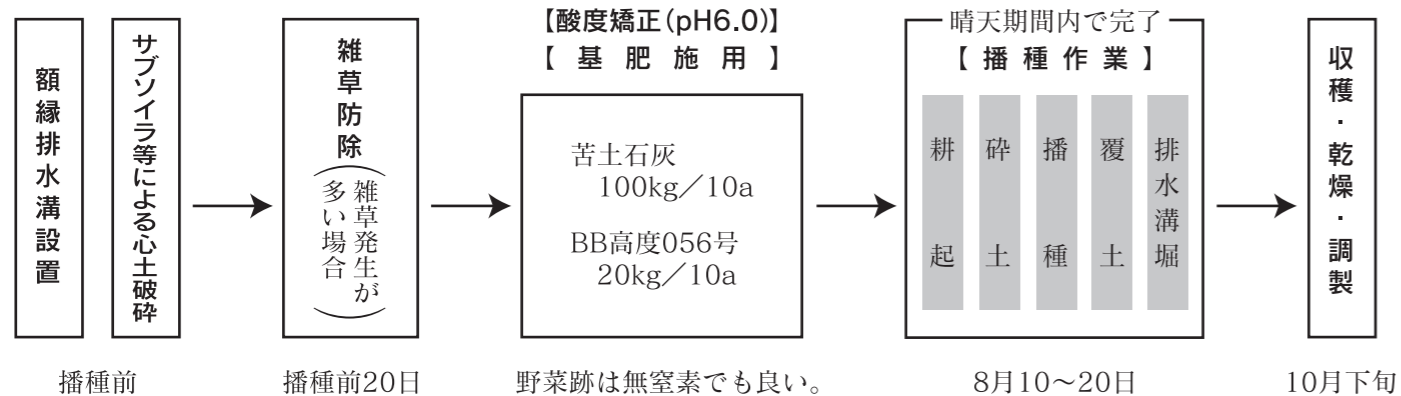 額縁排水溝設置
サブソイラ等による心土破砕
播種前
雑草防除
（雑草発生が
多い場合）
播種前20日
【酸度矯正（pH6.0）】
【基肥施用】
苦土石灰
100kg／10a
BB高度056号
20kg／10a
野菜跡は無窒素でも良い。
晴天期間内で完了
【播種作業】
耕起
砕土
播種
覆土
排水溝堀
8月10～20日
収穫・乾燥・調製
10月下旬